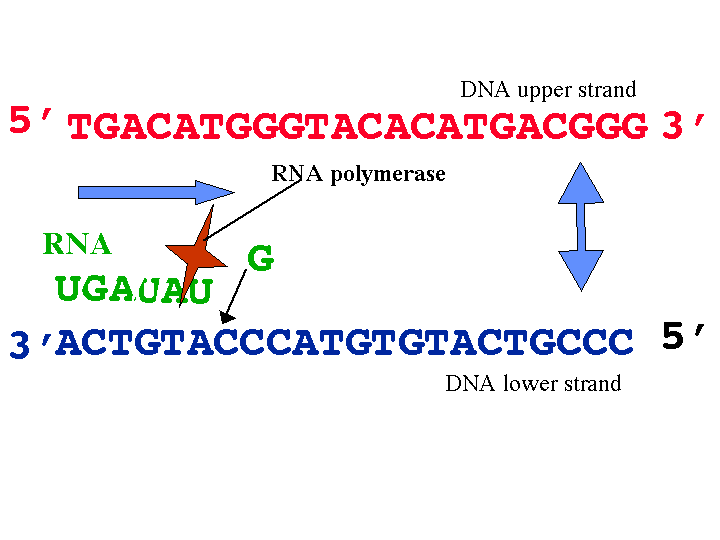 DNA upper strand
5’ TGACATGGGTACACATGACGGG 3’
RNA polymerase
RNA
G
UGAUAU
3’ACTGTACCCATGTGTACTGCCC 5’
DNA lower strand